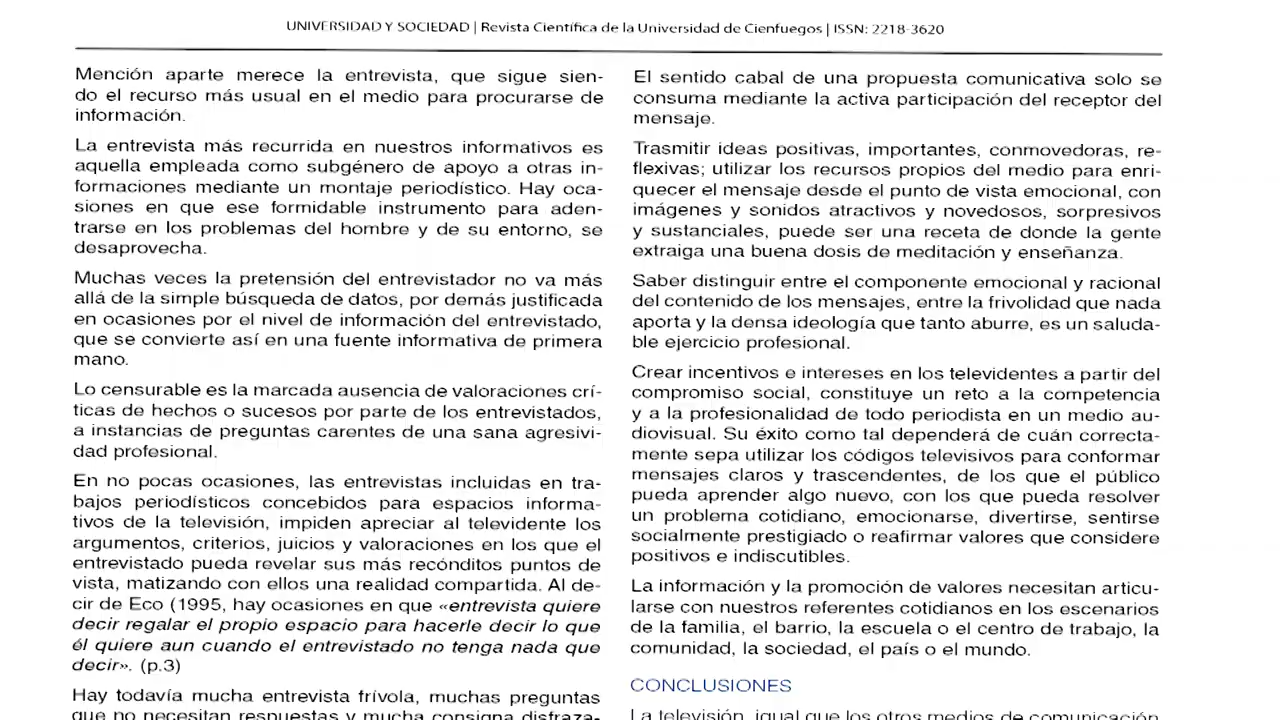 UNIVERSIDAD Y SOCIEDAD | Revista Científica de la Universidad de Cienfuegos | ISSN: 2218-3620
Mención aparte merece la entrevista, que sigue sien-
do el recurso más usual en el medio para procurarse de
información.
La entrevista más recurrida en nuestros informativos es
aquella empleada como subgénero de apoyo a otras in-
formaciones mediante un montaje periodístico. Hay oca-
siones en que ese formidable instrumento para aden-
trarse en los problemas del hombre y de su entorno, se
desaprovecha.
Muchas veces la pretensión del entrevistador no va más
allá de la simple búsqueda de datos, por demás justificada
en ocasiones por el nivel de información del entrevistado,
que se convierte así en una fuente informativa de primera
mano.
Lo censurable es la marcada ausencia de valoraciones crí-
ticas de hechos o sucesos por parte de los entrevistados,
a instancias de preguntas carentes de una sana agresivi-
dad profesional.
En no pocas ocasiones, las entrevistas incluidas en tra-
bajos periodísticos concebidos para espacios informa-
tivos de la televisión, impiden apreciar al televidente los
argumentos, criterios, juicios y valoraciones en los que el
entrevistado pueda revelar sus más recónditos puntos de
vista, matizando con ellos una realidad compartida. Al de-
cir de Eco (1995, hay ocasiones en que «entrevista quiere
decir regalar el propio espacio para hacerle decir lo que
él quiere aun cuando el entrevistado no tenga nada que
decir». (p.3)
Hay todavía mucha entrevista frívola, muchas preguntas
que no necesitan respuestas y mucha consigna disfraza-
El sentido cabal de una propuesta comunicativa solo se
consuma mediante la activa participación del receptor del
mensaje.
Trasmitir ideas positivas, importantes, conmovedoras, re-
flexivas; utilizar los recursos propios del medio para enri-
quecer el mensaje desde el punto de vista emocional, con
imágenes y sonidos atractivos y novedosos, sorpresivos
y sustanciales, puede ser una receta de donde la gente
extraiga una buena dosis de meditación y enseñanza.
Saber distinguir entre el componente emocional y racional
del contenido de los mensajes, entre la frivolidad que nada
aporta y la densa ideología que tanto aburre, es un saluda-
ble ejercicio profesional.
Crear incentivos e intereses en los televidentes a partir del
compromiso social, constituye un reto a la competencia
y a la profesionalidad de todo periodista en un medio au-
diovisual. Su éxito como tal dependerá de cuán correcta-
mente sepa utilizar los códigos televisivos para conformar
mensajes claros y trascendentes, de los que el público
pueda aprender algo nuevo, con los que pueda resolver
un problema cotidiano, emocionarse, divertirse, sentirse
socialmente prestigiado o reafirmar valores que considere
positivos e indiscutibles.
La información y la promoción de valores necesitan articu-
larse con nuestros referentes cotidianos en los escenarios
de la familia, el barrio, la escuela o el centro de trabajo, la
comunidad, la sociedad, el país o el mundo.
CONCLUSIONES
La televisión, igual que los otros medios de comunicación